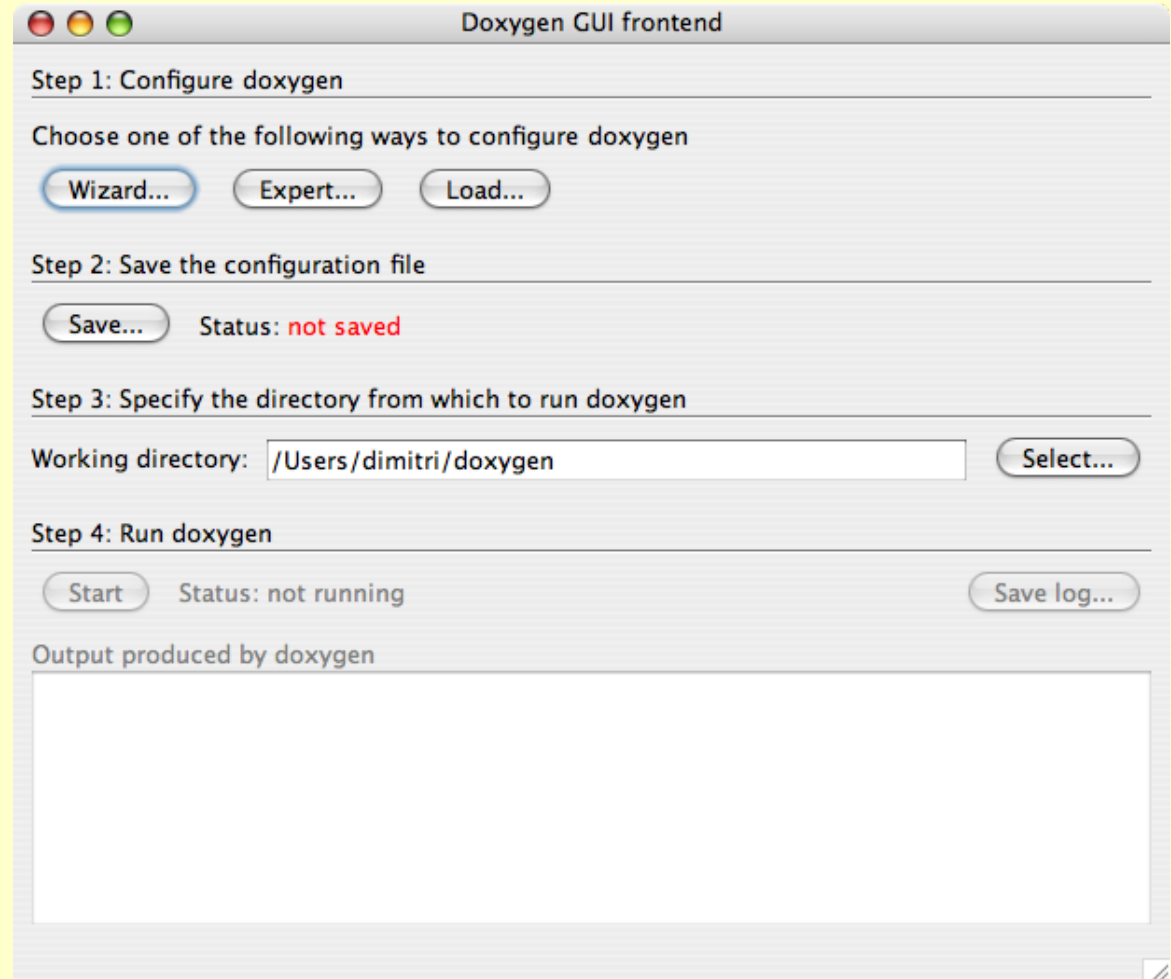 Doxygen GUI frontend
Step 1: Configure doxygen
Choose one of the following ways to configure doxygen
Wizard... Expert... Load...
Step 2: Save the configuration file
Save... Status: not saved
Step 3: Specify the directory from which to run doxygen
Working directory: /Users/dimitri/doxygen Select...
Step 4: Run doxygen
Start Status: not running Save log...
Output produced by doxygen